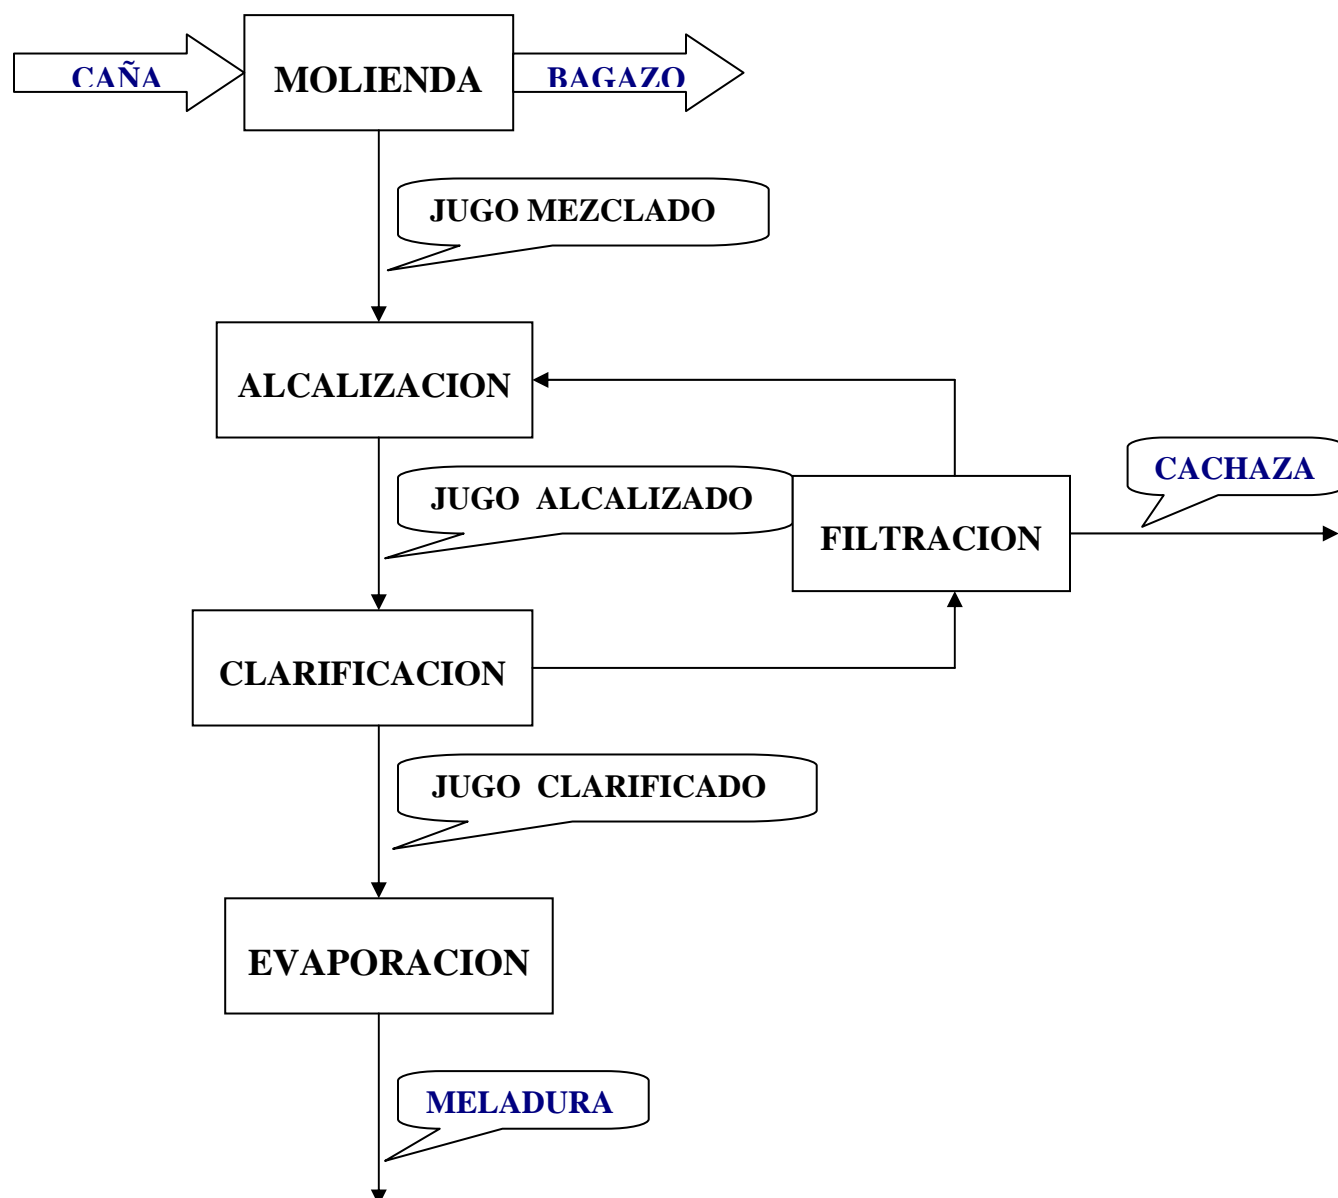 CAÑA
MOLIENDA
BAGAZO
JUGO MEZCLADO
ALCALIZACION
JUGO ALCALIZADO
CACHAZA
FILTRACION
CLARIFICACION
JUGO CLARIFICADO
EVAPORACION
MELADURA